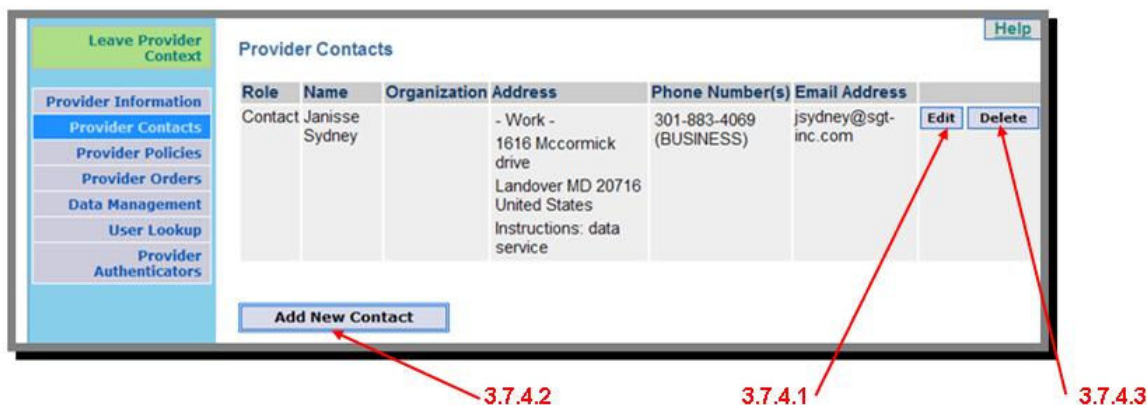 Help
Leave Provider
Context
Provider Information
Provider Contacts
Provider Policies
Provider Orders
Data Management
User Lookup
Provider
Authenticators
Provider Contacts
Role Name Organization Address Phone Number(s) Email Address
Contact Janisse
Sydney
- Work -
1616 Mccormick
drive
Landover MD 20716
United States
Instructions: data
service
301-883-4069
(BUSINESS)
jsydney@sgt-
inc.com
Edit Delete
Add New Contact
3.7.4.2 3.7.4.1 3.7.4.3